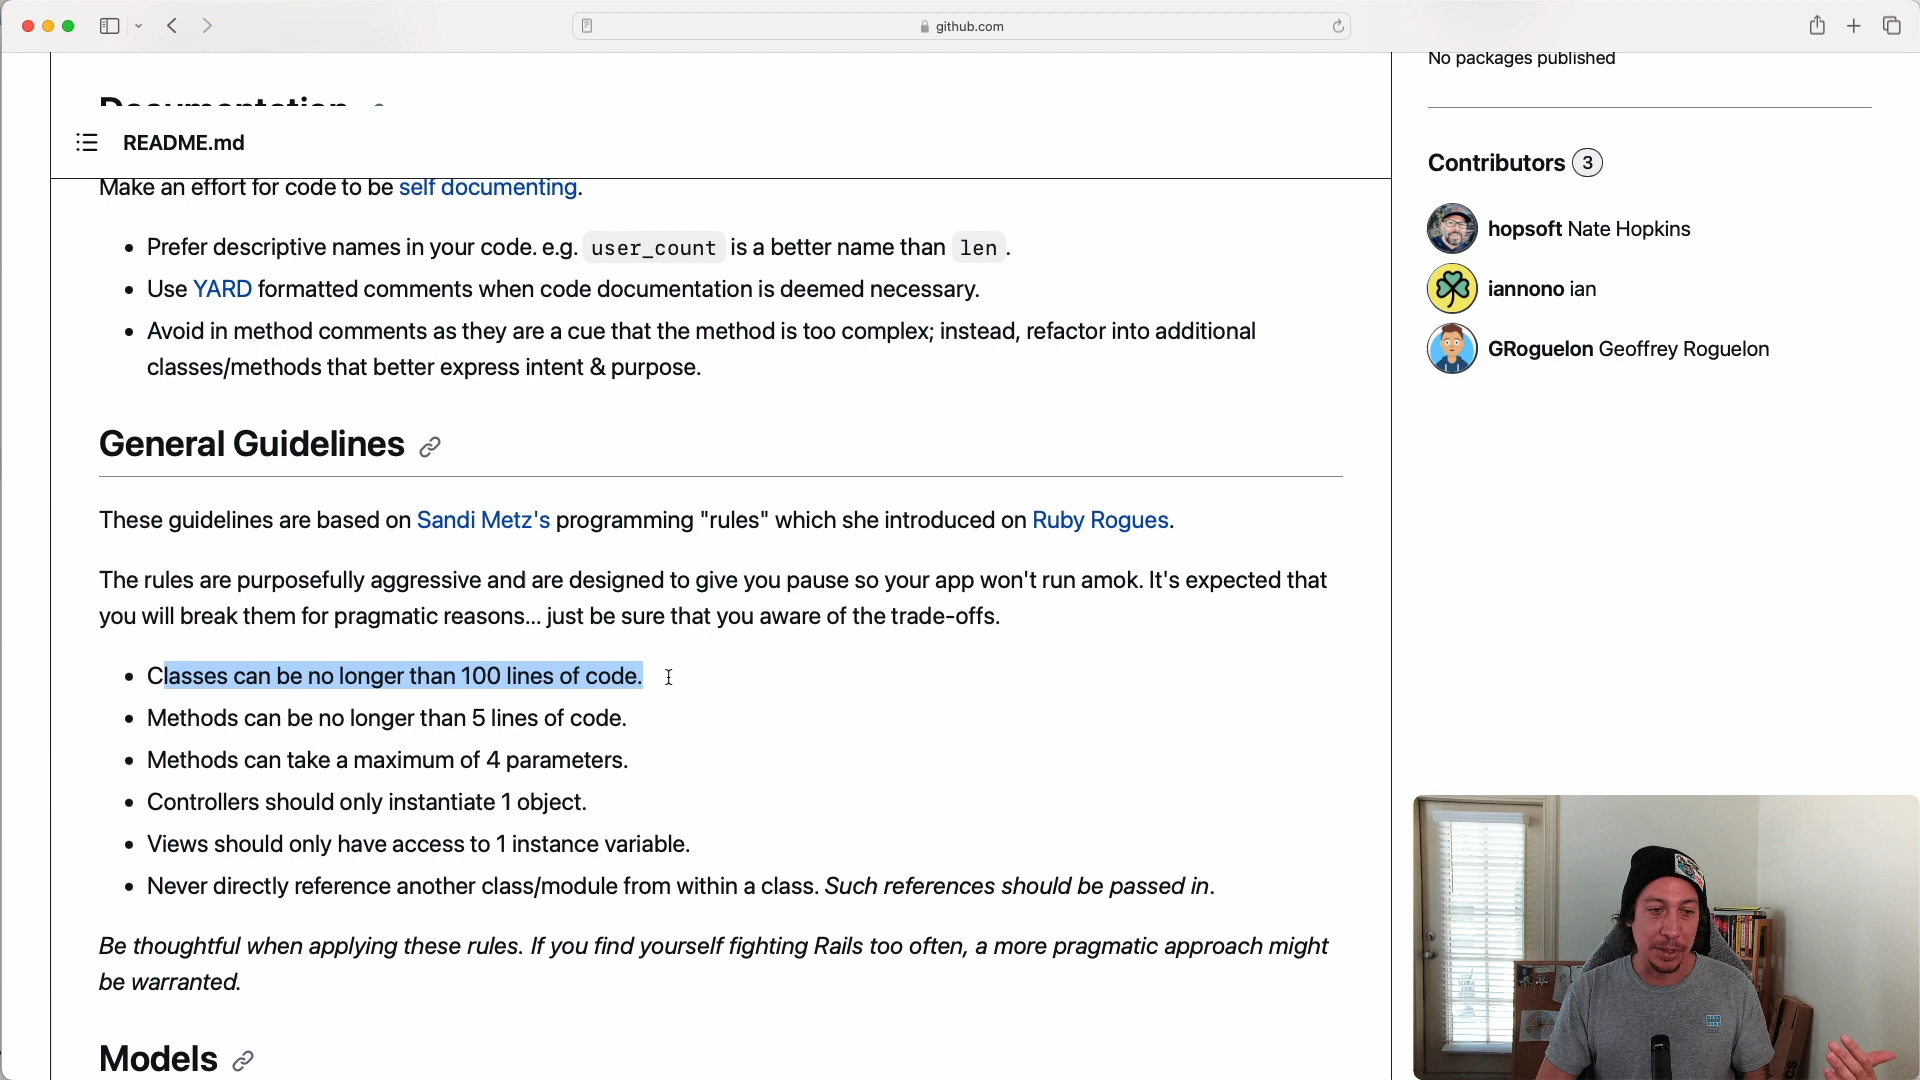 github.com
No packages published
Documentation
README.md
Make an effort for code to be self documenting.
Contributors 3
hopsoft Nate Hopkins
• Prefer descriptive names in your code. e.g. user_count is a better name than len.
iannono ian
• Use YARD formatted comments when code documentation is deemed necessary.
• Avoid in method comments as they are a cue that the method is too complex; instead, refactor into additional
GRoguelon Geoffrey Roguelon
classes/methods that better express intent & purpose.
General Guidelines
These guidelines are based on Sandi Metz's programming "rules" which she introduced on Ruby Rogues.
The rules are purposefully aggressive and are designed to give you pause so your app won't run amok. It's expected that
you will break them for pragmatic reasons... just be sure that you aware of the trade-offs.
• Classes can be no longer than 100 lines of code.
• Methods can be no longer than 5 lines of code.
• Methods can take a maximum of 4 parameters.
• Controllers should only instantiate 1 object.
• Views should only have access to 1 instance variable.
• Never directly reference another class/module from within a class. Such references should be passed in.
Be thoughtful when applying these rules. If you find yourself fighting Rails too often, a more pragmatic approach might
be warranted.
Models